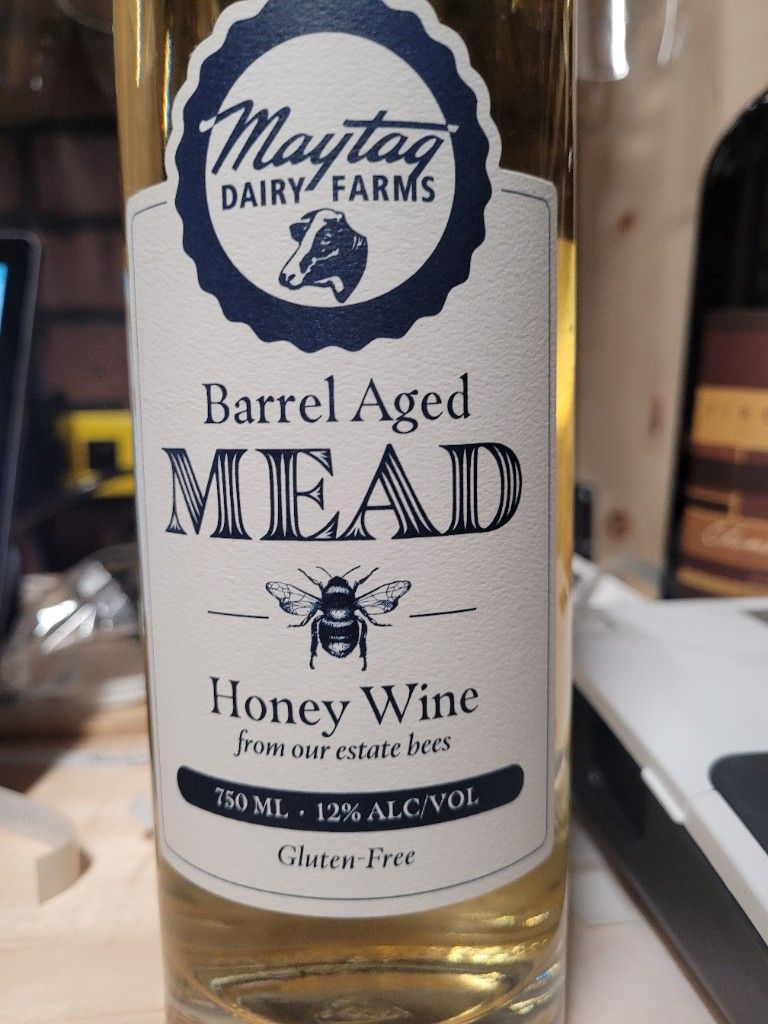 Maytag
DAIRY FARMS
Barrel Aged
MEAD
Honey Wine
from our estate bees
750 ML · 12% ALC/VOL
Gluten-Free